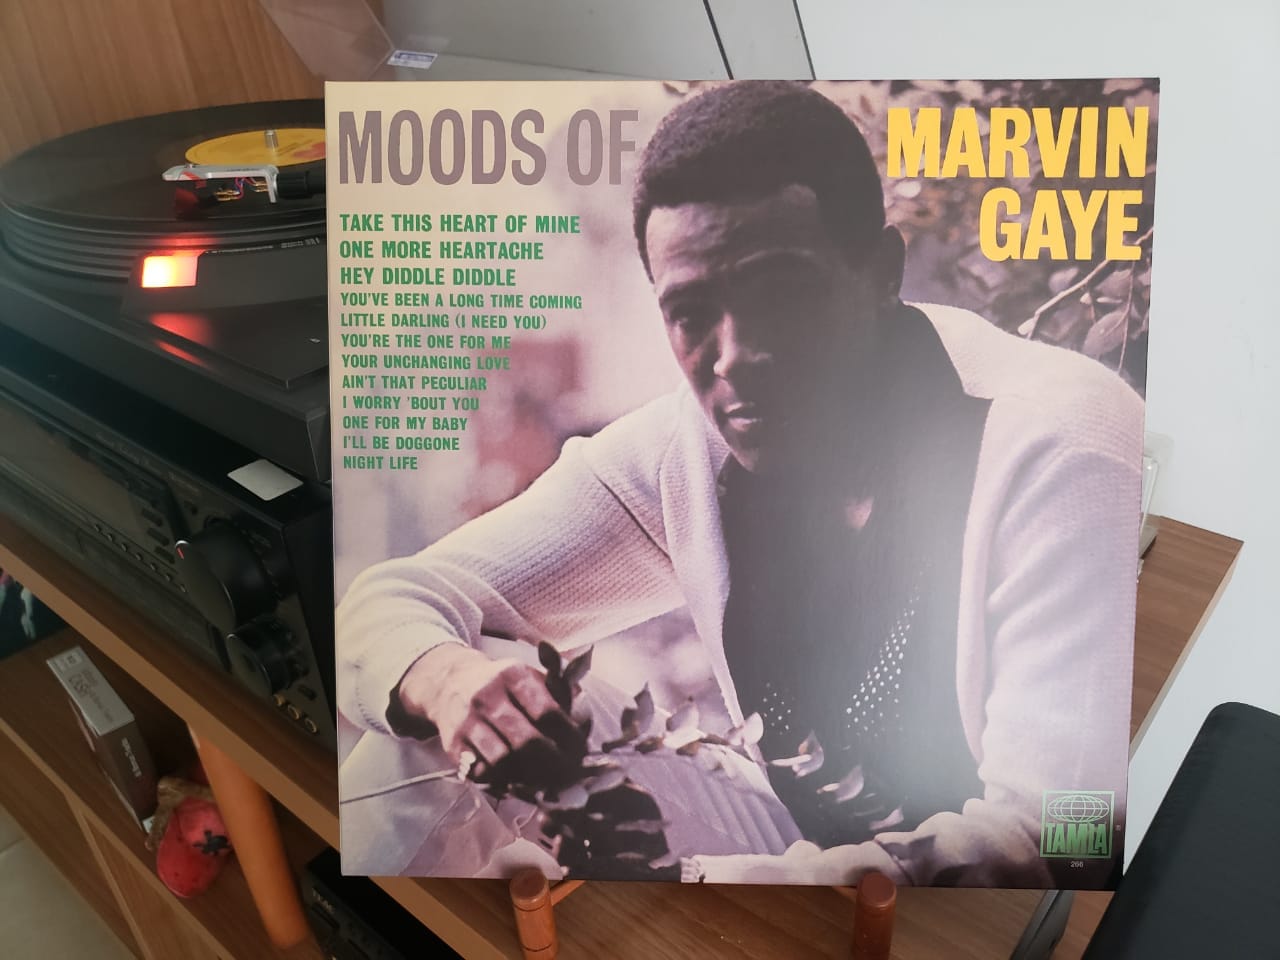 MOODS OF
MARVIN
GAYE
TAKE THIS HEART OF MINE
ONE MORE HEARTACHE
HEY DIDDLE DIDDLE
YOU'VE BEEN A LONG TIME COMING
LITTLE DARLING (I NEED YOU)
YOU'RE THE ONE FOR ME
YOUR UNCHANGING LOVE
AIN'T THAT PECULIAR
I WORRY 'BOUT YOU
ONE FOR MY BABY
I'LL BE DOGGONE
NIGHT LIFE
TAMLA
266